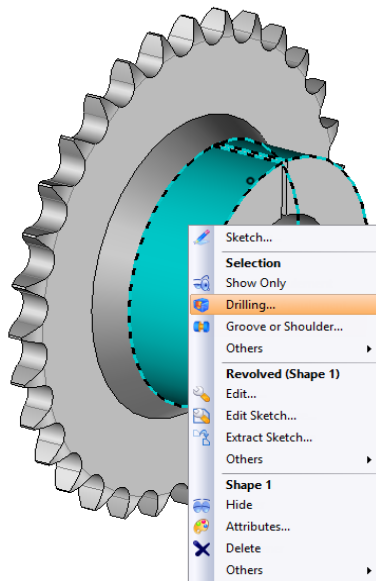 Sketch...
Selection
Show Only
Drilling...
Groove or Shoulder...
Others
Revolved (Shape 1)
Edit...
Edit Sketch...
Extract Sketch...
Others
Shape 1
Hide
Attributes...
Delete
Others